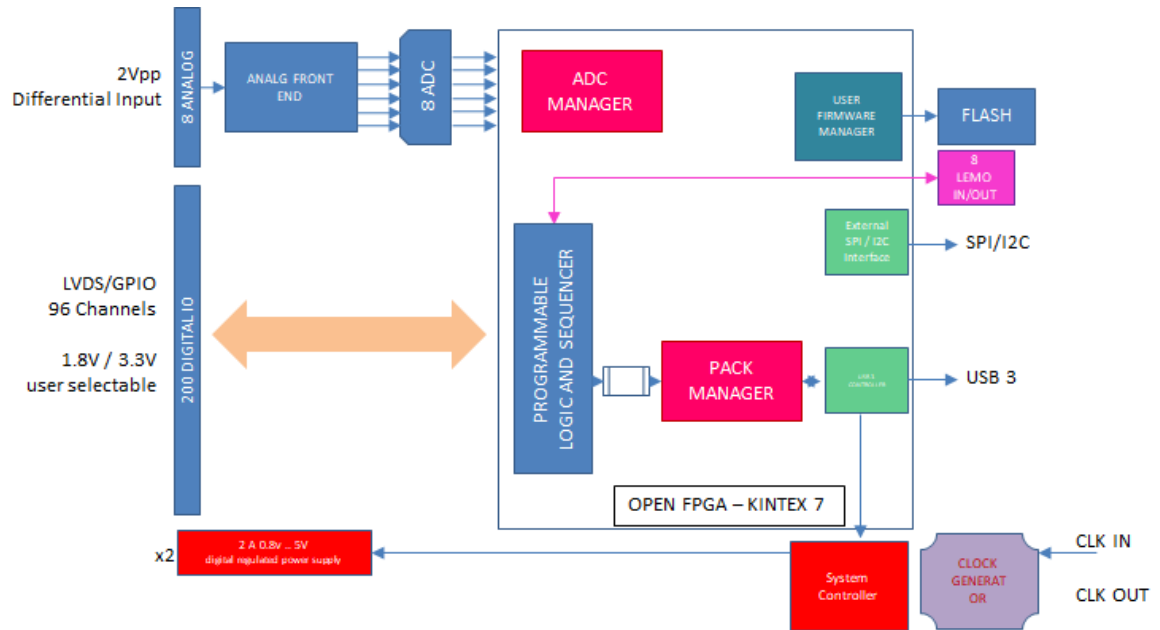 2Vpp
Differential Input
8 ANALOG
ANALG FRONT
END
8 ADC
ADC
MANAGER
USER
FIRMWARE
MANAGER
FLASH
8
LEMO
IN/OUT
LVDS/GPIO
96 Channels
1.8V / 3.3V
user selectable
200 DIGITAL IO
PROGRAMMABLE
LOGIC AND SEQUENCER
External
SPI / I2C
Interface
SPI/I2C
PACK
MANAGER
CONTROLLER
USB 3
OPEN FPGA – KINTEX 7
x2
2 A 0.8v ... 5V
digital regulated power supply
System
Controller
CLOCK
GENERAT
OR
CLK IN
CLK OUT